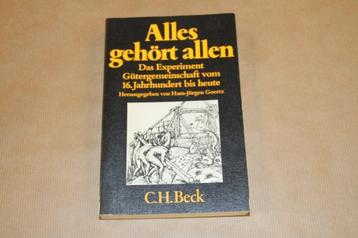 Alles
gehört allen
Das Experiment
Gütergemeinschaft vom
16. Jahrhundert bis heute
Herausgegeben von Hans-Jürgen Goertz
C.H.Beck